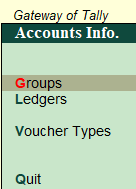 Gateway of Tally
Accounts Info.
Groups
Ledgers
Voucher Types
Quit